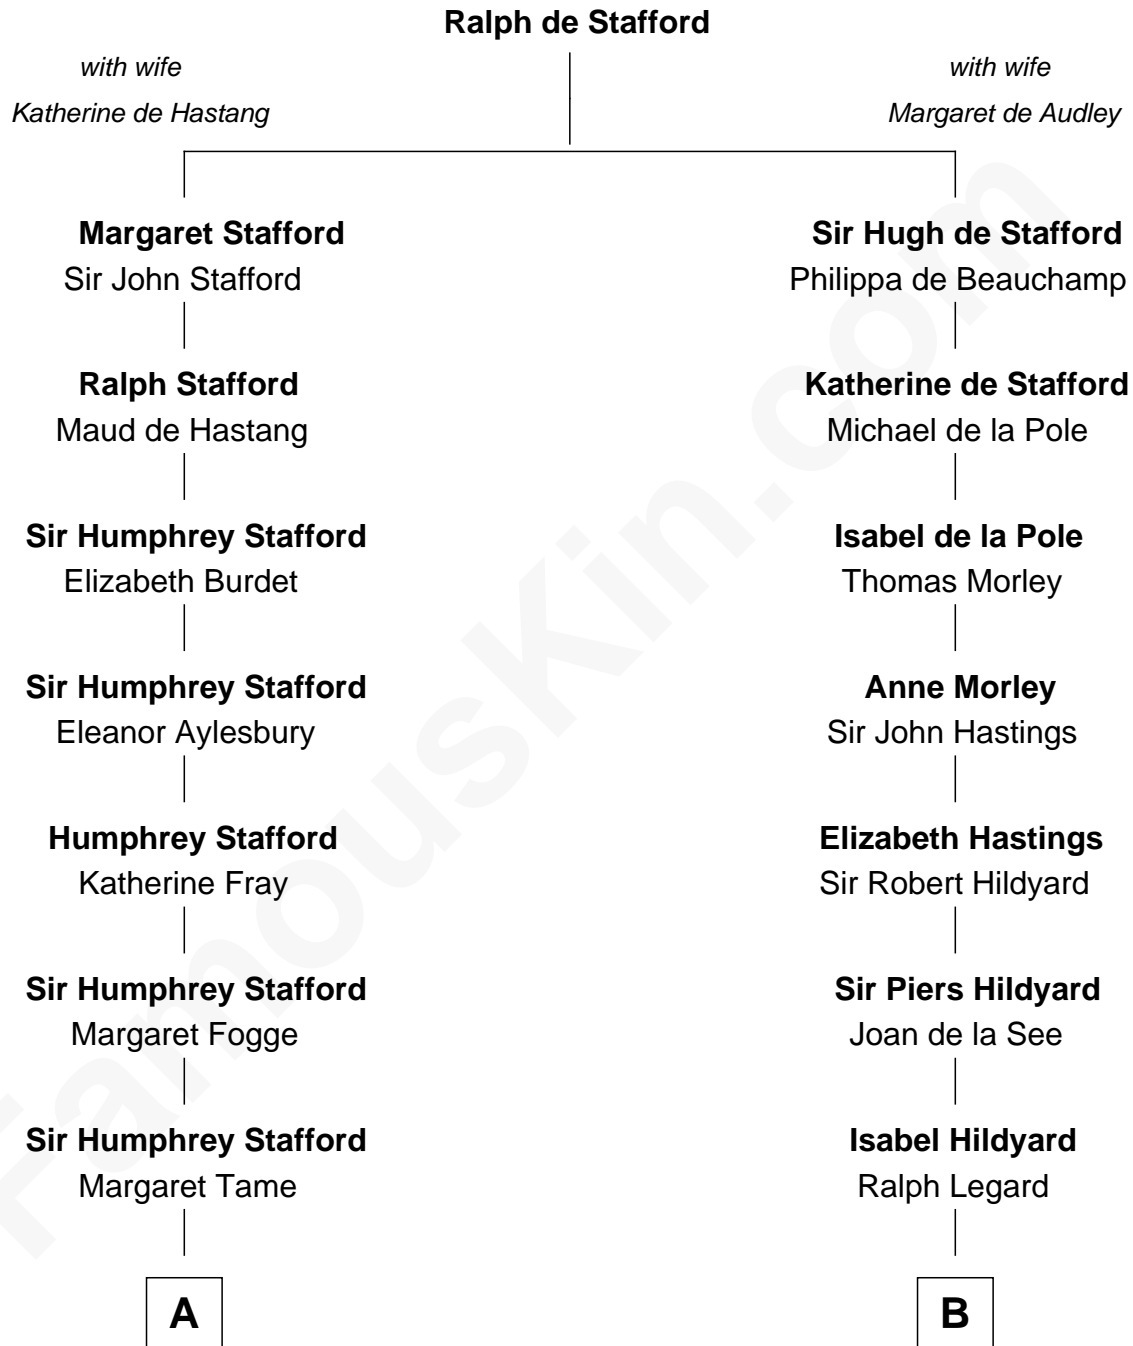 Ralph de Stafford
with wife
Katherine de Hastang
with wife
Margaret de Audley
Margaret Stafford
Sir John Stafford
Sir Hugh de Stafford
Philippa de Beauchamp
Ralph Stafford
Maud de Hastang
Katherine de Stafford
Michael de la Pole
Sir Humphrey Stafford
Elizabeth Burdet
Isabel de la Pole
Thomas Morley
Sir Humphrey Stafford
Eleanor Aylesbury
Anne Morley
Sir John Hastings
Humphrey Stafford
Katherine Fray
Elizabeth Hastings
Sir Robert Hildyard
Sir Humphrey Stafford
Margaret Fogge
Sir Piers Hildyard
Joan de la See
Sir Humphrey Stafford
Margaret Tame
Isabel Hildyard
Ralph Legard
A
B
FamousKin.com